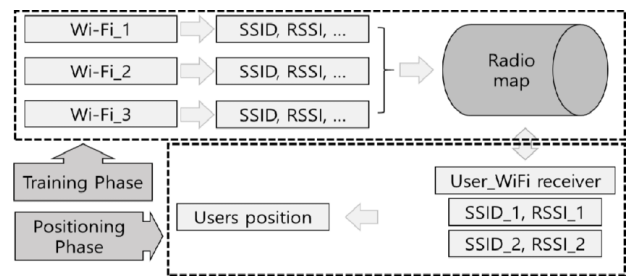 Wi-Fi_1
SSID, RSSI, ...
Wi-Fi_2
SSID, RSSI, ...
Wi-Fi_3
SSID, RSSI, ...
Radio
map
Training Phase
Positioning
Phase
Users position
User_WiFi receiver
SSID_1, RSSI_1
SSID_2, RSSI_2